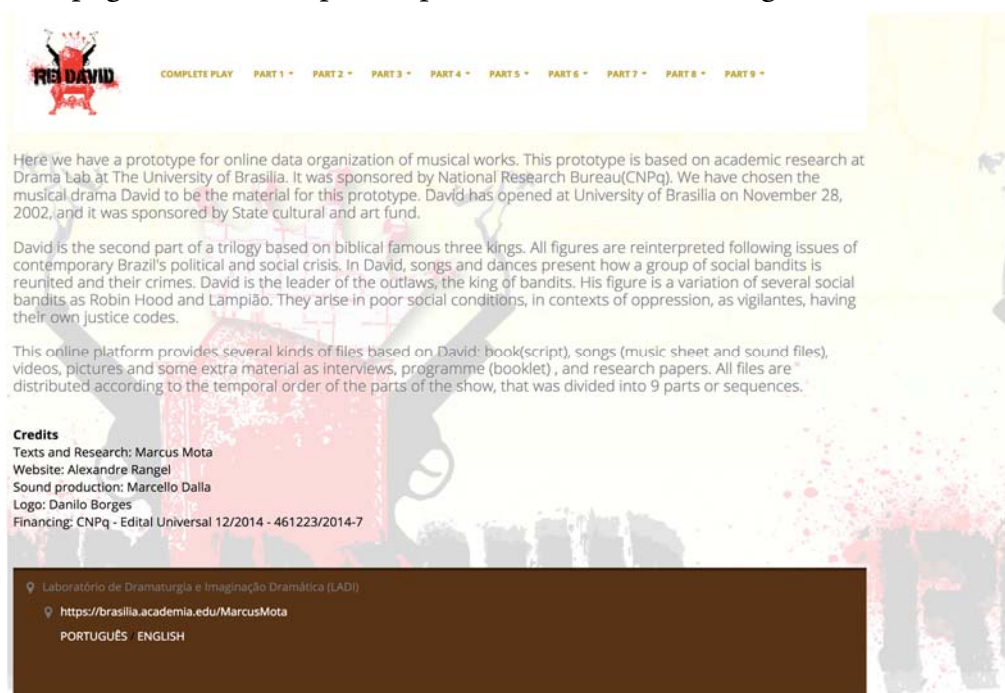 REI DAVID
COMPLETE PLAY PART 1 PART 2 PART 3 PART 4 PART 5 PART 6 PART 7 PART 8 PART 9
Here we have a prototype for online data organization of musical works. This prototype is based on academic research at
Drama Lab at The University of Brasilia. It was sponsored by National Research Bureau(CNPq). We have chosen the
musical drama David to be the material for this prototype. David has opened at University of Brasilia on November 28,
2002, and it was sponsored by State cultural and art fund.
David is the second part of a trilogy based on biblical famous three kings. All figures are reinterpreted following issues of
contemporary Brazil's political and social crisis. In David, songs and dances present how a group of social bandits is
reunited and their crimes. David is the leader of the outlaws, the king of bandits. His figure is a variation of several social
bandits as Robin Hood and Lampião. They arise in poor social conditions, in contexts of oppression, as vigilantes, having
their own justice codes.
This online platform provides several kinds of files based on David: book(script), songs (music sheet and sound files),
videos, pictures and some extra material as interviews, programme (booklet) , and research papers. All files are
distributed according to the temporal order of the parts of the show, that was divided into 9 parts or sequences.
Credits
Texts and Research: Marcus Mota
Website: Alexandre Rangel
Sound production: Marcello Dalla
Logo: Danilo Borges
Financing: CNPq - Edital Universal 12/2014 - 461223/2014-7
Laboratório de Dramaturgia e Imaginação Dramática (LADI)
https://brasilia.academia.edu/MarcusMota
PORTUGUÊS / ENGLISH